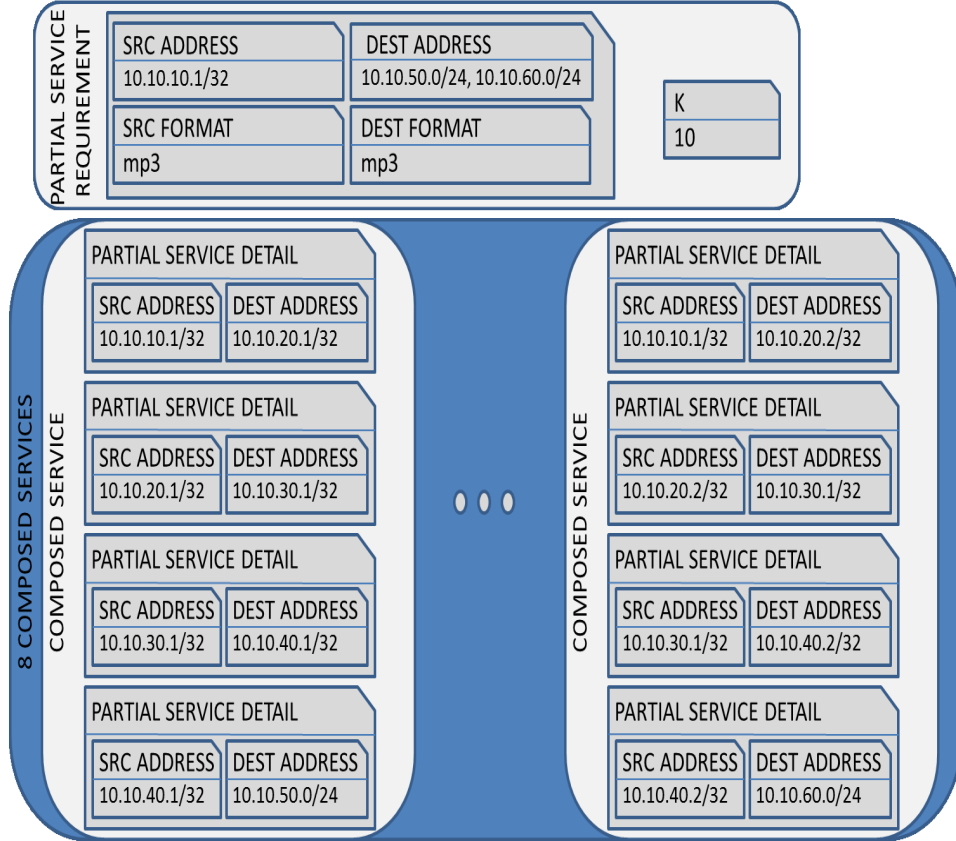 PARTIAL SERVICE
REQUIREMENT
SRC ADDRESS
10.10.10.1/32
DEST ADDRESS
10.10.50.0/24, 10.10.60.0/24
SRC FORMAT
mp3
DEST FORMAT
mp3
K
10
8 COMPOSED SERVICES
COMPOSED SERVICE
PARTIAL SERVICE DETAIL
SRC ADDRESS
10.10.10.1/32
DEST ADDRESS
10.10.20.1/32
PARTIAL SERVICE DETAIL
SRC ADDRESS
10.10.20.1/32
DEST ADDRESS
10.10.30.1/32
PARTIAL SERVICE DETAIL
SRC ADDRESS
10.10.30.1/32
DEST ADDRESS
10.10.40.1/32
PARTIAL SERVICE DETAIL
SRC ADDRESS
10.10.40.1/32
DEST ADDRESS
10.10.50.0/24
COMPOSED SERVICE
PARTIAL SERVICE DETAIL
SRC ADDRESS
10.10.10.1/32
DEST ADDRESS
10.10.20.2/32
PARTIAL SERVICE DETAIL
SRC ADDRESS
10.10.20.2/32
DEST ADDRESS
10.10.30.1/32
PARTIAL SERVICE DETAIL
SRC ADDRESS
10.10.30.1/32
DEST ADDRESS
10.10.40.2/32
PARTIAL SERVICE DETAIL
SRC ADDRESS
10.10.40.2/32
DEST ADDRESS
10.10.60.0/24